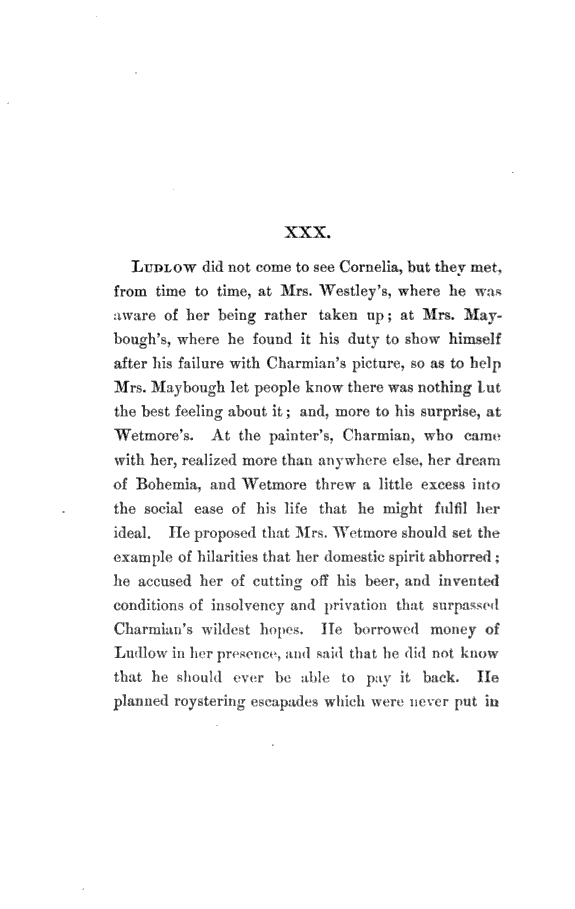 XXX.
Ludlow did not come to see Cornelia, but they met,
from time to time, at Mrs. Westley's, where he was
aware of her being rather taken up; at Mrs. May-
bough's, where he found it his duty to show himself
after his failure with Charmian's picture, so as to help
Mrs. Maybough let people know there was nothing but
the best feeling about it; and, more to his surprise, at
Wetmore's. At the painter's, Charmian, who came
with her, realized more than anywhere else, her dream
of Bohemia, and Wetmore threw a little excess into
the social ease of his life that he might fulfil her
ideal. He proposed that Mrs. Wetmore should set the
example of hilarities that her domestic spirit abhorred;
he accused her of cutting off his beer, and invented
conditions of insolvency and privation that surpassed
Charmian's wildest hopes. He borrowed money of
Ludlow in her presence, and said that he did not know
that he should ever be able to pay it back. He
planned roystering escapades which were never put in